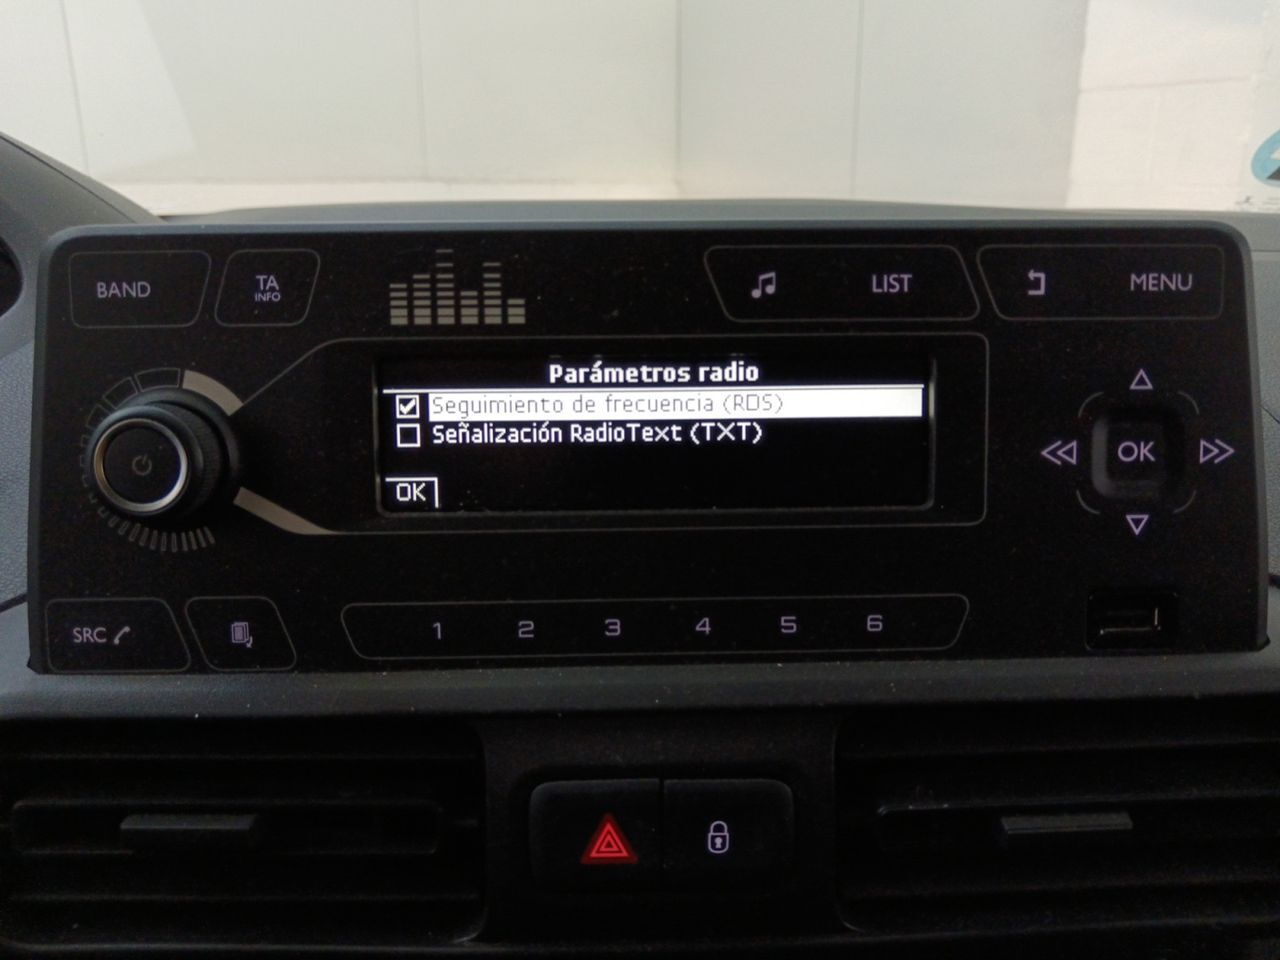 BAND
TA
INFO
LIST
MENU
Parámetros radio
Seguimiento de frecuencia (RDS)
Señalización RadioText (TXT)
OK
OK
SRC
1 2 3 4 5 6